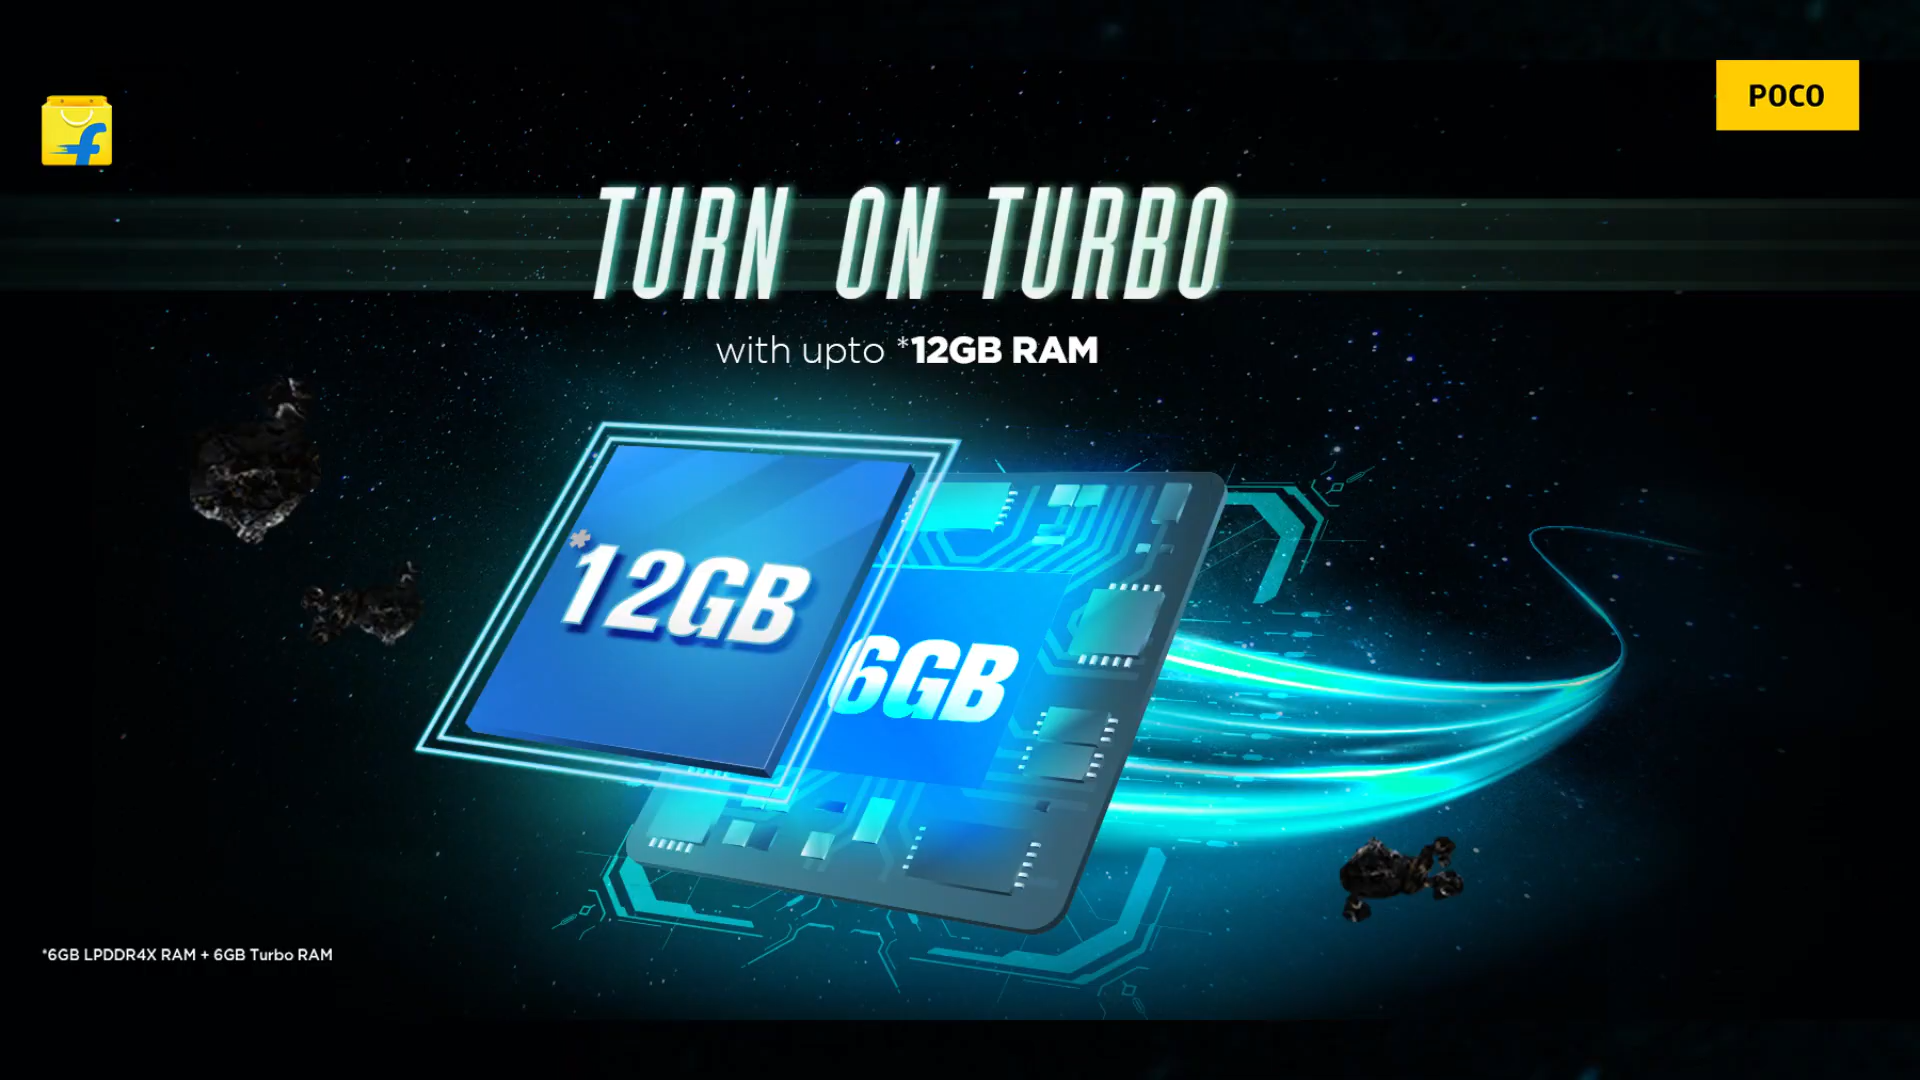 POCO
TURN ON TURBO
with upto *12GB RAM
*12GB
6GB
*6GB LPDDR4X RAM + 6GB Turbo RAM